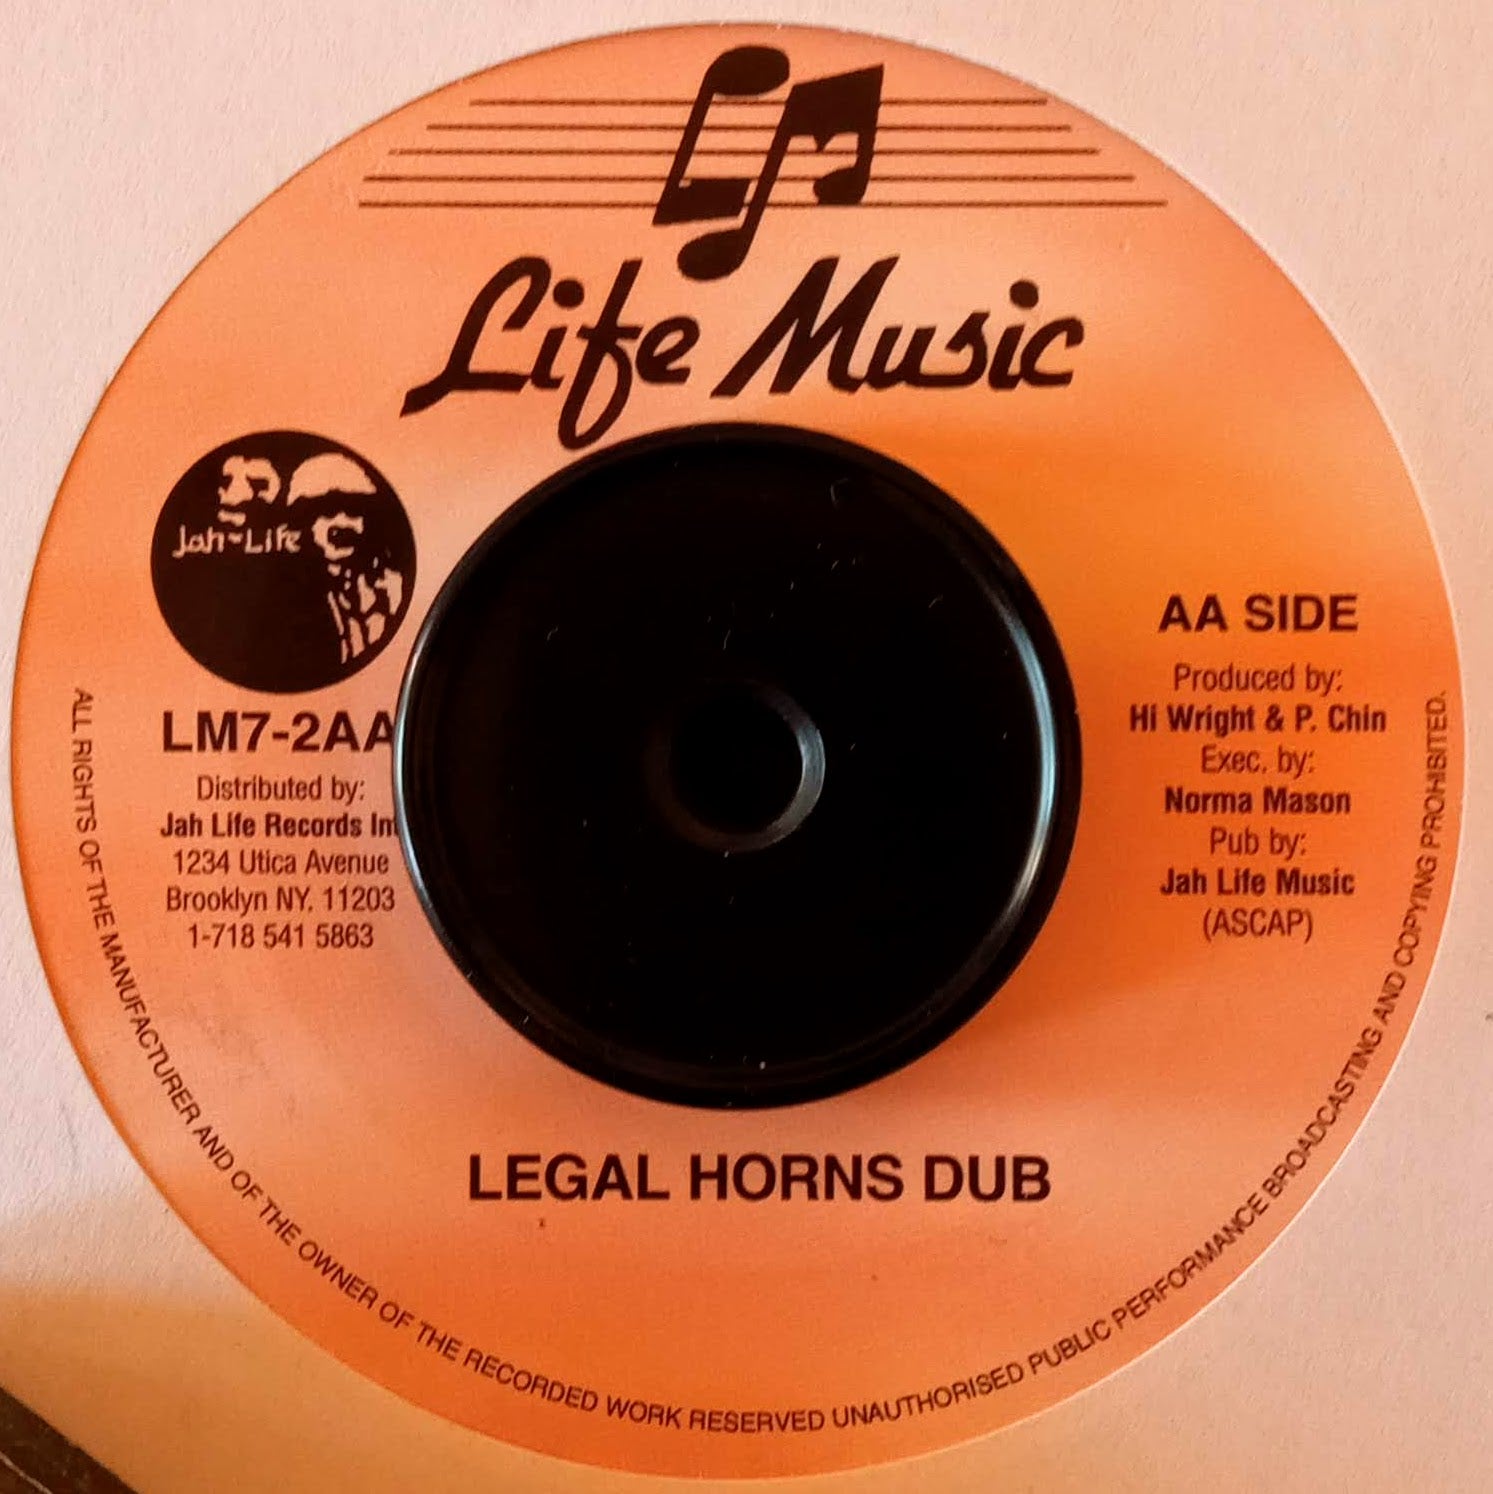 Life Music
Jah-Life
LM7-2AA
Distributed by:
Jah Life Records
1234 Utica Avenue
Brooklyn NY, 11203
1-718 541 5863
AA SIDE
Produced by:
Hi Wright & P. Chin
Exec. by:
Norma Mason
Pub by:
Jah Life Music
(ASCAP)
LEGAL HORNS DUB
ALL RIGHTS OF THE MANUFACTURER AND OF THE OWNER OF THE RECORDED WORK RESERVED UNAUTHORISED PUBLIC PERFORMANCE BROADCASTING AND COPYING PROHIBITED.